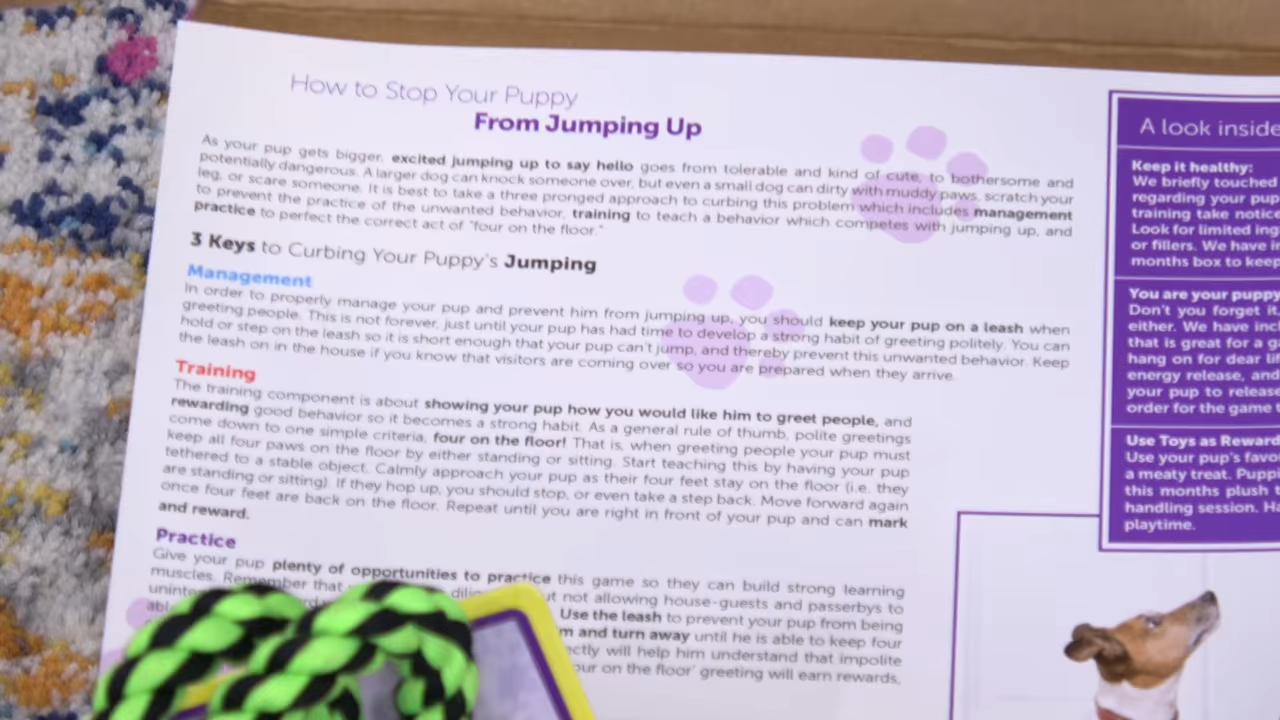 How to Stop Your Puppy
From Jumping Up
As your pup gets bigger, excited jumping up to say hello goes from tolerable and kind of cute, to bothersome and
potentially dangerous. A larger dog can knock someone over, but even a small dog can dirty with muddy paws, scratch your
leg, or scare someone. It is best to take a three pronged approach to curbing this problem which includes management
to prevent the practice of the unwanted behavior, training to teach a behavior which competes with jumping up, and
practice to perfect the correct act of "four on the floor."
3 Keys to Curbing Your Puppy's Jumping
Management
In order to properly manage your pup and prevent him from jumping up, you should keep your pup on a leash when
greeting people. This is not forever, just until your pup has had time to develop a strong habit of greeting politely. You can
hold or step on the leash so it is short enough that your pup can't jump, and thereby prevent this unwanted behavior. Keep
the leash on in the house if you know that visitors are coming over so you are prepared when they arrive.
Training
The training component is about showing your pup how you would like him to greet people, and
rewarding good behavior so it becomes a strong habit. As a general rule of thumb, polite greetings
come down to one simple criteria, four on the floor! That is, when greeting people your pup must
keep all four paws on the floor by either standing or sitting. Start teaching this by having your pup
tethered to a stable object. Calmly approach your pup as their four feet stay on the floor (i.e. they
are standing or sitting). If they hop up, you should stop, or even take a step back. Move forward again
once four feet are back on the floor. Repeat until you are right in front of your pup and can mark
and reward.
Practice
Give your pup plenty of opportunities to practice this game so they can build strong learning
muscles. Remember that not allowing house-guests and passerbys to
Use the leash to prevent your pup from being
and turn away until he is able to keep four
will help him understand that impolite
on the floor' greeting will earn rewards,
A look inside
Keep it healthy:
We briefly touched
regarding your pup
training take notice
Look for limited ing
or fillers. We have in
months box to keep
You are your puppy
Don't you forget it.
either. We have inc
that is great for a ga
hang on for dear lif
energy release, and
your pup to release
order for the game t
Use Toys as Reward
Use your pup's favo
a meaty treat. Pupp
this months plush t
handling session. Ha
playtime.